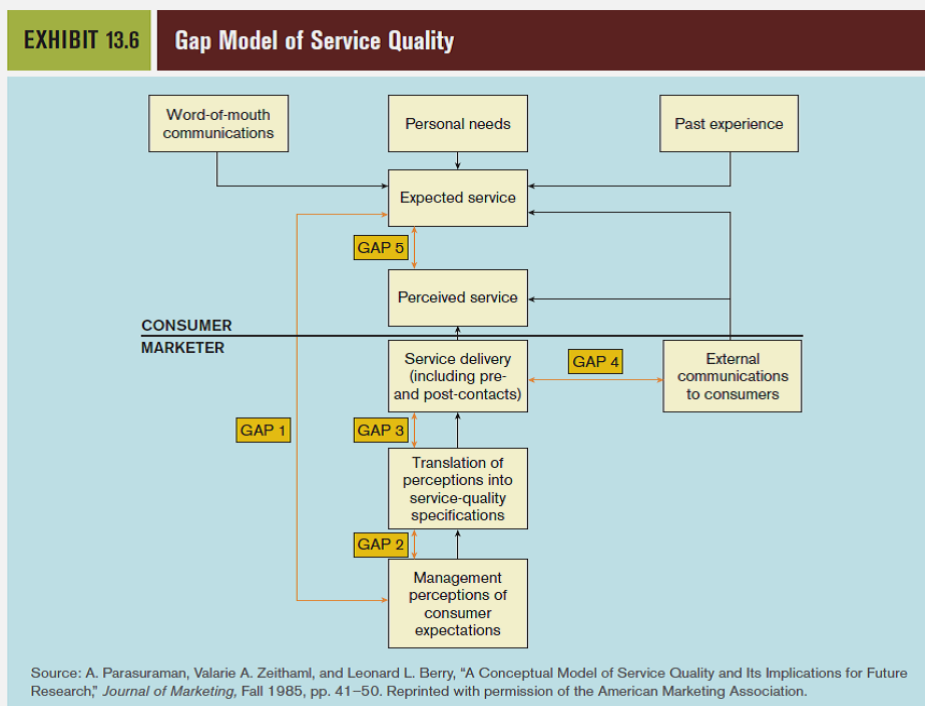 EXHIBIT 13.6
Gap Model of Service Quality
Word-of-mouth
communications
Personal needs
Past experience
Expected service
GAP 5
Perceived service
CONSUMER
MARKETER
Service delivery
(including pre-
and post-contacts)
GAP 4
External
communications
to consumers
GAP 1
GAP 3
Translation of
perceptions into
service-quality
specifications
GAP 2
Management
perceptions of
consumer
expectations
Source: A. Parasuraman, Valarie A. Zeithaml, and Leonard L. Berry, “A Conceptual Model of Service Quality and Its Implications for Future
Research,” Journal of Marketing, Fall 1985, pp. 41–50. Reprinted with permission of the American Marketing Association.